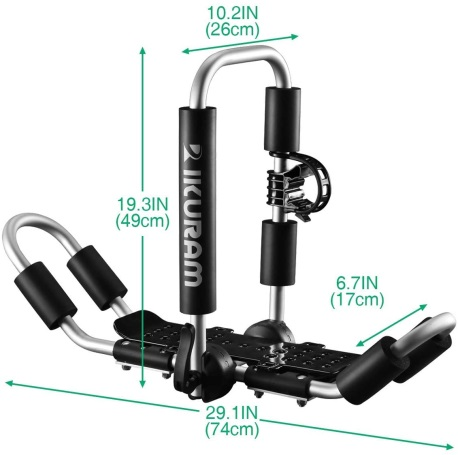 10.2IN
(26cm)
IKURAM
19.3IN
(49cm)
6.7IN
(17cm)
29.1IN
(74cm)